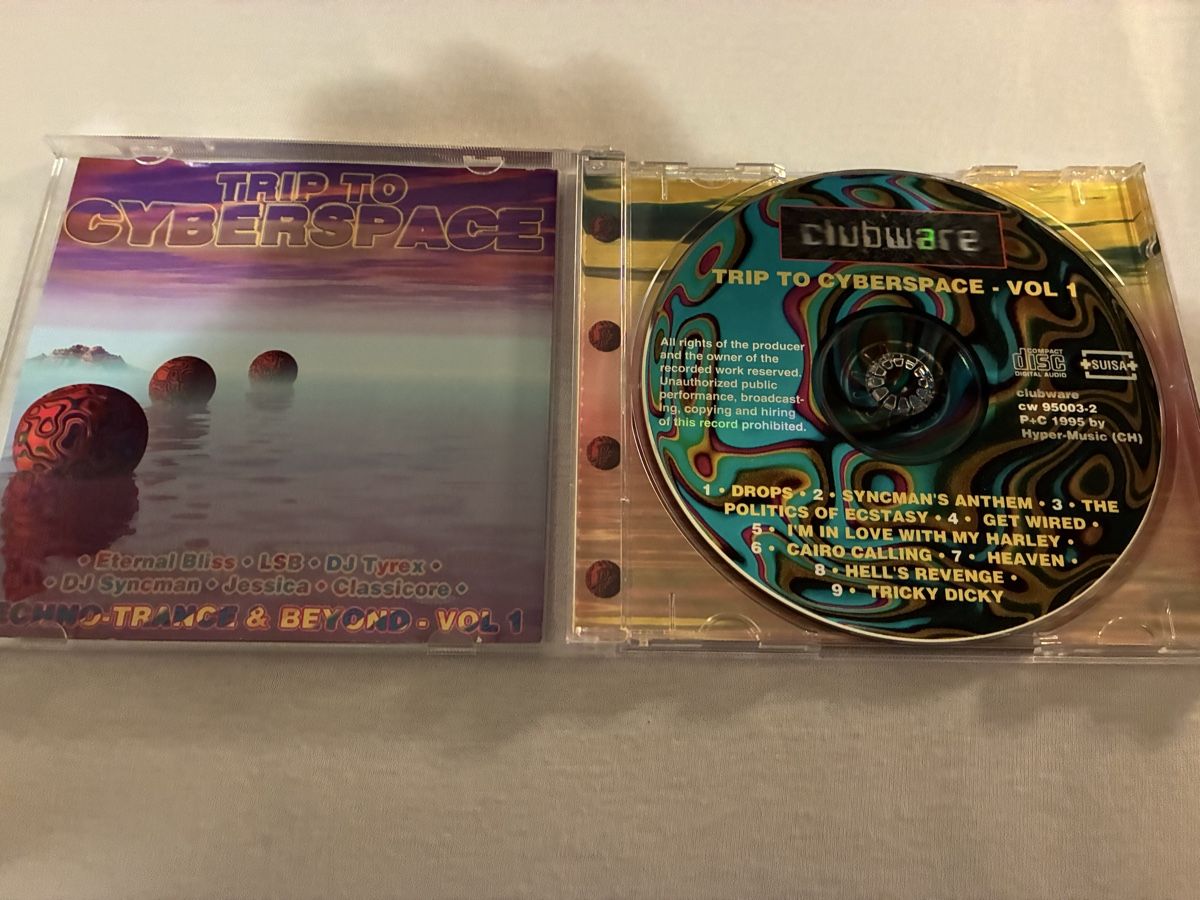 TRIP TO
CYBERSPACE
• Eternal Bliss • LSB • DJ Tyrex •
• DJ Syncman • Jessica • Classicore •
ECHNO-TRANCE & BEYOND - VOL 1
clubware
TRIP TO CYBERSPACE - VOL 1
All rights of the producer
and the owner of the
recorded work reserved.
Unauthorized public
performance, broadcast-
ing, copying and hiring
of this record prohibited.
COMPACT
disc
DIGITAL AUDIO
SUISA
clubware
cw 95003-2
P+C 1995 by
Hyper-Music (CH)
1 • DROPS • 2 • SYNCMAN'S ANTHEM • 3 • THE
POLITICS OF ECSTASY • 4 • GET WIRED •
5 • I'M IN LOVE WITH MY HARLEY •
6 • CAIRO CALLING • 7 • HEAVEN •
8 • HELL'S REVENGE •
9 • TRICKY DICKY